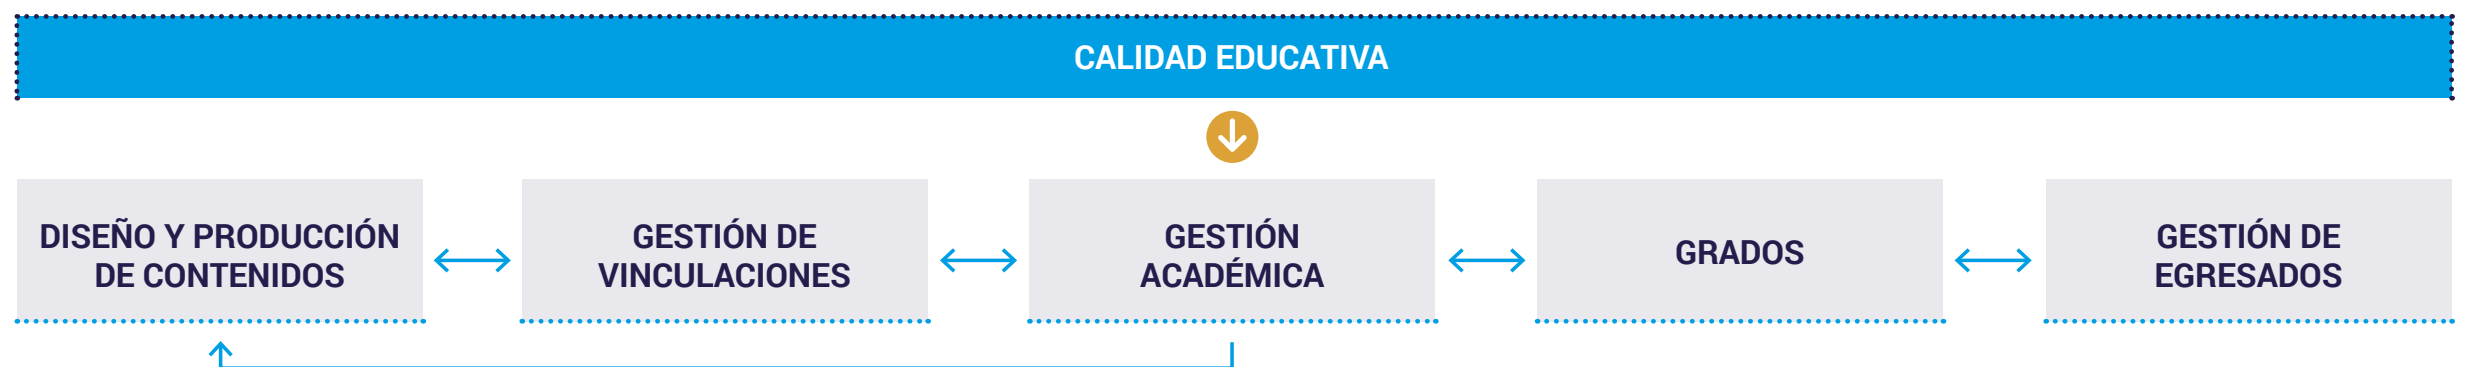 CALIDAD EDUCATIVA
DISEÑO Y PRODUCCIÓN
DE CONTENIDOS
GESTIÓN DE
VINCULACIONES
GESTIÓN
ACADÉMICA
GRADOS
GESTIÓN DE
EGRESADOS